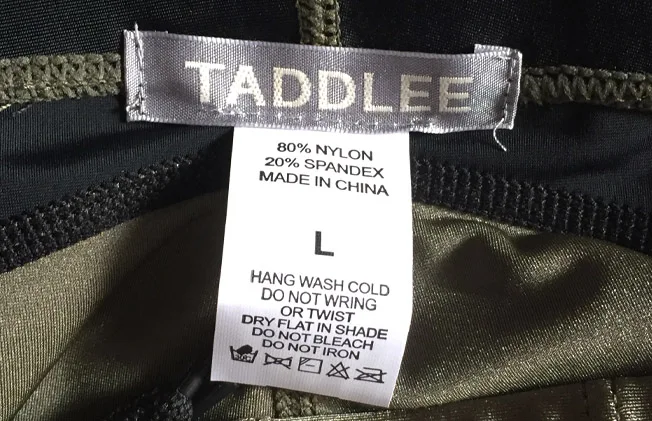 TADDLEE
80% NYLON
20% SPANDEX
MADE IN CHINA
L
HANG WASH COLD
DO NOT WRING
OR TWIST
DRY FLAT IN SHADE
DO NOT BLEACH
DO NOT IRON